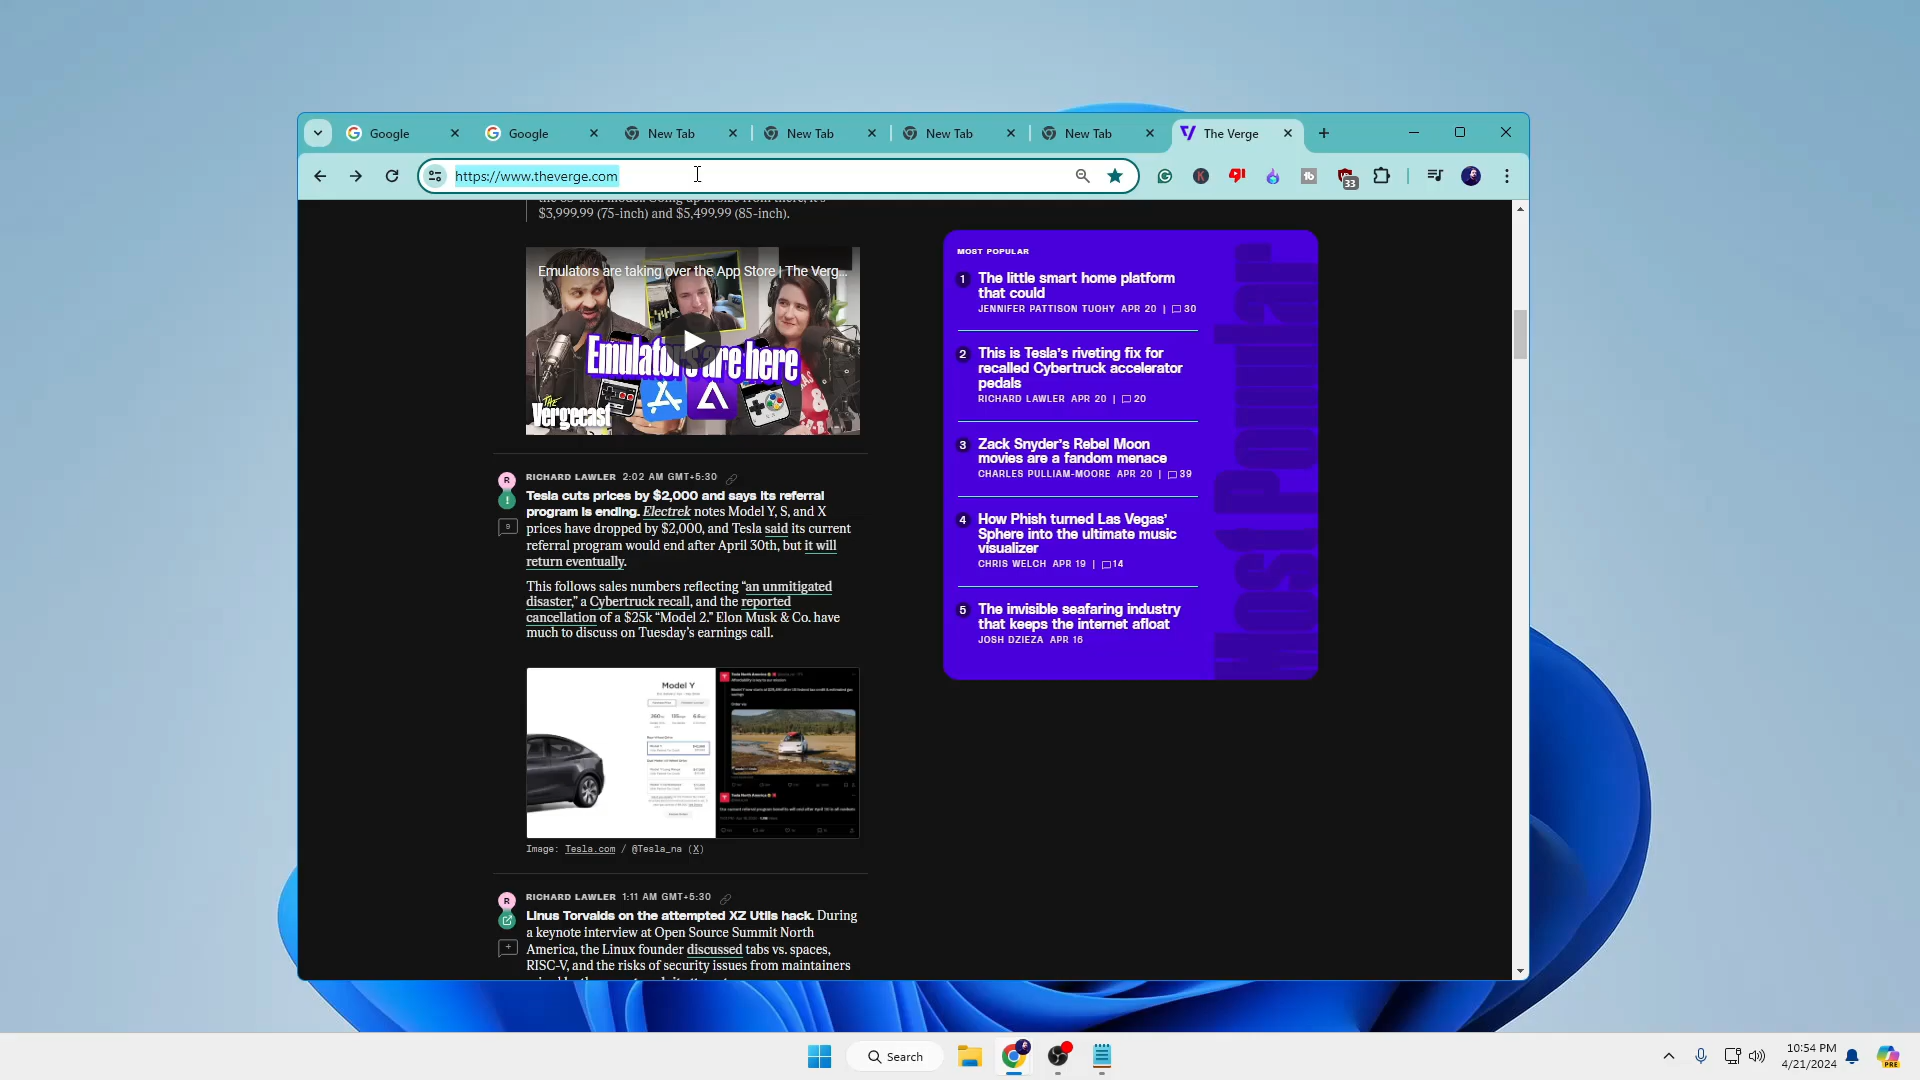 Google
Google
New Tab
New Tab
New Tab
New Tab
The Verge
https://www.theverge.com
33
$3,999.99 (75-inch) and $5,499.99 (85-inch).
Emulators are taking over the App Store | The Verg...
Emulators are here
THE
Vergecast
RICHARD LAWLER 2:02 AM GMT+5:30
R
9
Tesla cuts prices by $2,000 and says its referral
program is ending. Electrek notes Model Y, S, and X
prices have dropped by $2,000, and Tesla said its current
referral program would end after April 30th, but it will
return eventually.
This follows sales numbers reflecting “an unmitigated
disaster,” a Cybertruck recall, and the reported
cancellation of a $25k “Model 2.” Elon Musk & Co. have
much to discuss on Tuesday’s earnings call.
Model Y
Image: Tesla.com / @Tesla_na (X)
RICHARD LAWLER 1:11 AM GMT+5:30
R
Linus Torvalds on the attempted XZ Utils hack. During
a keynote interview at Open Source Summit North
America, the Linux founder discussed tabs vs. spaces,
RISC-V, and the risks of security issues from maintainers
MOST POPULAR
1 The little smart home platform
that could
JENNIFER PATTISON TUOHY APR 20 | 30
2 This is Tesla’s riveting fix for
recalled Cybertruck accelerator
pedals
RICHARD LAWLER APR 20 | 20
3 Zack Snyder’s Rebel Moon
movies are a fandom menace
CHARLES PULLIAM-MOORE APR 20 | 39
4 How Phish turned Las Vegas’
Sphere into the ultimate music
visualizer
CHRIS WELCH APR 19 | 14
5 The invisible seafaring industry
that keeps the internet afloat
JOSH DZIEZA APR 16
Most Popular
Search
10:54 PM
4/21/2024
PRE